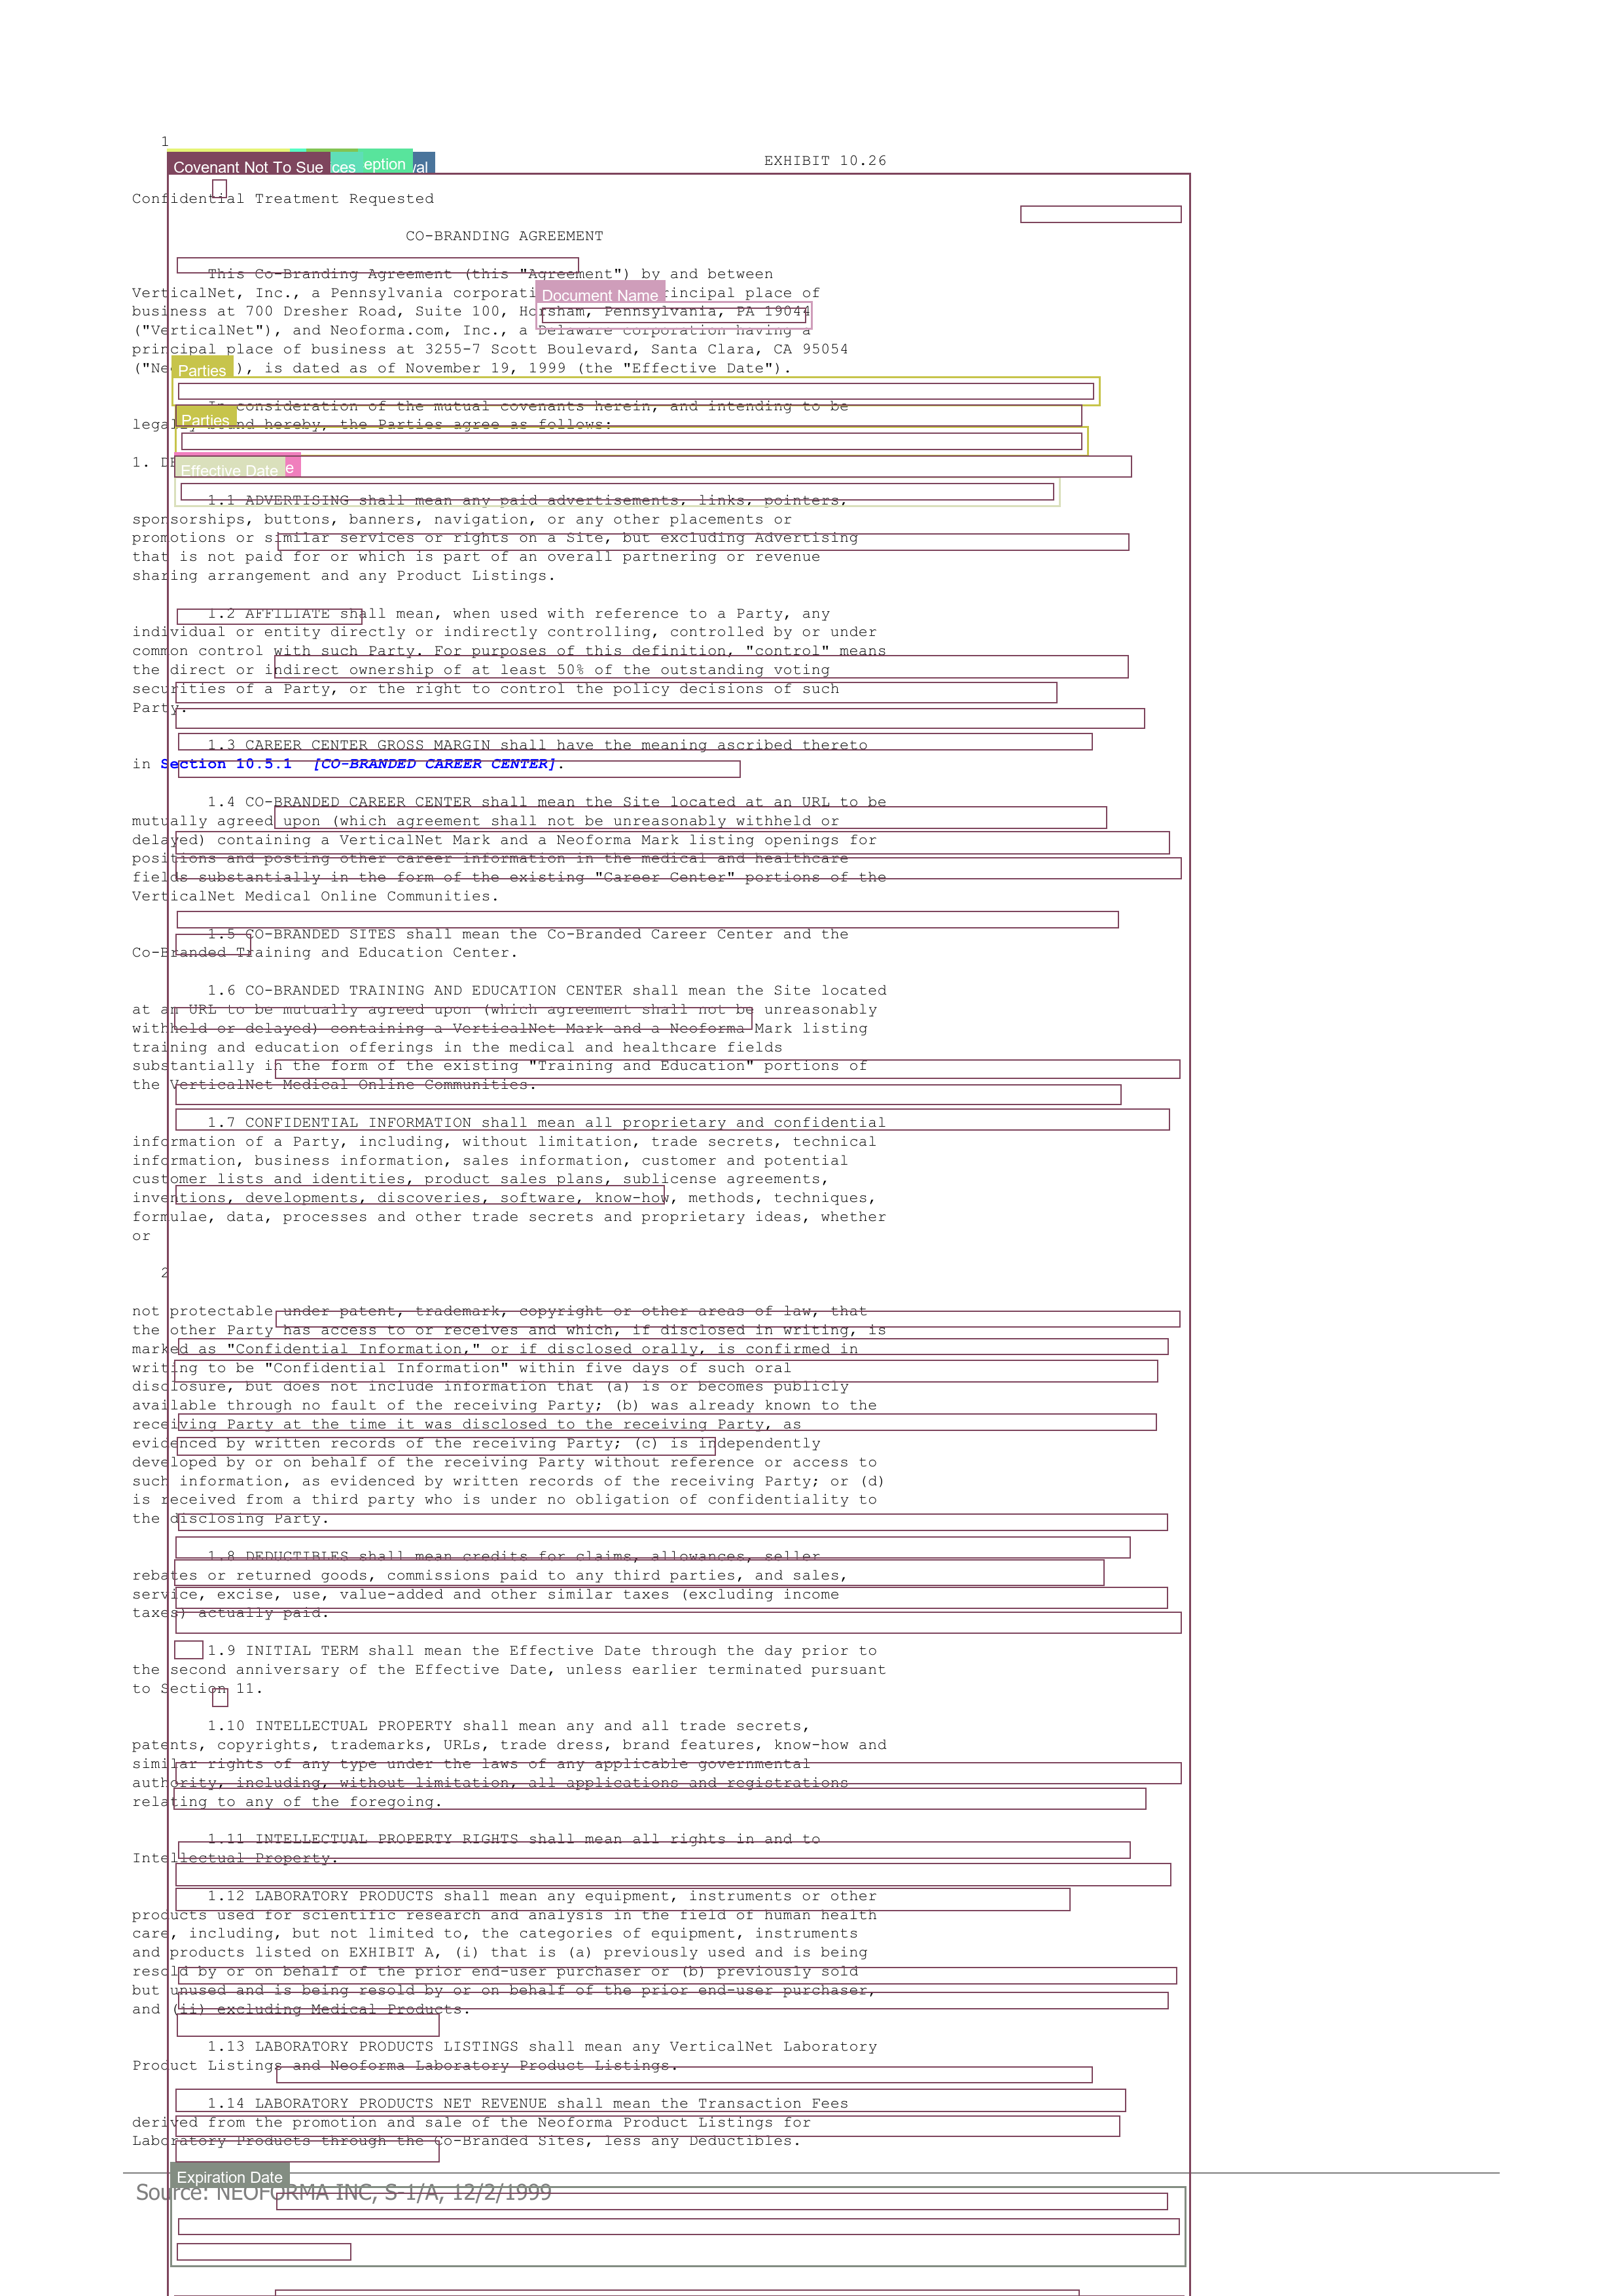 1
EXHIBIT 10.26
Covenant Not To Sue
ces
eption
val
Confidential Treatment Requested
CO-BRANDING AGREEMENT
This Co-Branding Agreement (this "Agreement") by and between
VerticalNet, Inc., a Pennsylvania principal place of
Document Name
business at 700 Dresher Road, Suite 100, Horsham, Pennsylvania, PA 19044
("VerticalNet"), and Neoforma.com, Inc., a Delaware corporation having a
principal place of business at 3255-7 Scott Boulevard, Santa Clara, CA 95054
Parties
), is dated as of November 19, 1999 (the "Effective Date").
In consideration of the mutual covenants herein, and intending to be
Parties
legally bound hereby, the Parties agree as follows:
1.
Effective Date
e
1.1 ADVERTISING shall mean any paid advertisements, links, pointers,
sponsorships, buttons, banners, navigation, or any other placements or
promotions or similar services or rights on a Site, but excluding Advertising
that is not paid for or which is part of an overall partnering or revenue
sharing arrangement and any Product Listings.
1.2 AFFILIATE shall mean, when used with reference to a Party, any
individual or entity directly or indirectly controlling, controlled by or under
common control with such Party. For purposes of this definition, "control" means
the direct or indirect ownership of at least 50% of the outstanding voting
securities of a Party, or the right to control the policy decisions of such
Party.
1.3 CAREER CENTER GROSS MARGIN shall have the meaning ascribed thereto
in Section 10.5.1 [CO-BRANDED CAREER CENTER].
1.4 CO-BRANDED CAREER CENTER shall mean the Site located at an URL to be
mutually agreed upon (which agreement shall not be unreasonably withheld or
delayed) containing a VerticalNet Mark and a Neoforma Mark listing openings for
positions and posting other career information in the medical and healthcare
fields substantially in the form of the existing "Career Center" portions of the
VerticalNet Medical Online Communities.
1.5 CO-BRANDED SITES shall mean the Co-Branded Career Center and the
Co-Branded Training and Education Center.
1.6 CO-BRANDED TRAINING AND EDUCATION CENTER shall mean the Site located
at an URL to be mutually agreed upon (which agreement shall not be unreasonably
withheld or delayed) containing a VerticalNet Mark and a Neoforma Mark listing
training and education offerings in the medical and healthcare fields
substantially in the form of the existing "Training and Education" portions of
the VerticalNet Medical Online Communities.
1.7 CONFIDENTIAL INFORMATION shall mean all proprietary and confidential
information of a Party, including, without limitation, trade secrets, technical
information, business information, sales information, customer and potential
customer lists and identities, product sales plans, sublicense agreements,
inventions, developments, discoveries, software, know-how, methods, techniques,
formulae, data, processes and other trade secrets and proprietary ideas, whether
or
2
not protectable under patent, trademark, copyright or other areas of law, that
the other Party has access to or receives and which, if disclosed in writing, is
marked as "Confidential Information," or if disclosed orally, is confirmed in
writing to be "Confidential Information" within five days of such oral
disclosure, but does not include information that (a) is or becomes publicly
available through no fault of the receiving Party; (b) was already known to the
receiving Party at the time it was disclosed to the receiving Party, as
evidenced by written records of the receiving Party; (c) is independently
developed by or on behalf of the receiving Party without reference or access to
such information, as evidenced by written records of the receiving Party; or (d)
is received from a third party who is under no obligation of confidentiality to
the disclosing Party.
1.8 DEDUCTIBLES shall mean credits for claims, allowances, seller
rebates or returned goods, commissions paid to any third parties, and sales,
service, excise, use, value-added and other similar taxes (excluding income
taxes) actually paid.
1.9 INITIAL TERM shall mean the Effective Date through the day prior to
the second anniversary of the Effective Date, unless earlier terminated pursuant
to Section 11.
1.10 INTELLECTUAL PROPERTY shall mean any and all trade secrets,
patents, copyrights, trademarks, URLs, trade dress, brand features, know-how and
similar rights of any type under the laws of any applicable governmental
authority, including, without limitation, all applications and registrations
relating to any of the foregoing.
1.11 INTELLECTUAL PROPERTY RIGHTS shall mean all rights in and to
Intellectual Property.
1.12 LABORATORY PRODUCTS shall mean any equipment, instruments or other
products used for scientific research and analysis in the field of human health
care, including, but not limited to, the categories of equipment, instruments
and products listed on EXHIBIT A, (i) that is (a) previously used and is being
resold by or on behalf of the prior end-user purchaser or (b) previously sold
but unused and is being resold by or on behalf of the prior end-user purchaser,
and (ii) excluding Medical Products.
1.13 LABORATORY PRODUCTS LISTINGS shall mean any VerticalNet Laboratory
Product Listings and Neoforma Laboratory Product Listings.
1.14 LABORATORY PRODUCTS NET REVENUE shall mean the Transaction Fees
derived from the promotion and sale of the Neoforma Product Listings for
Laboratory Products through the Co-Branded Sites, less any Deductibles.
Expiration Date
Source: NEOFORMA INC, S-1/A, 12/2/1999